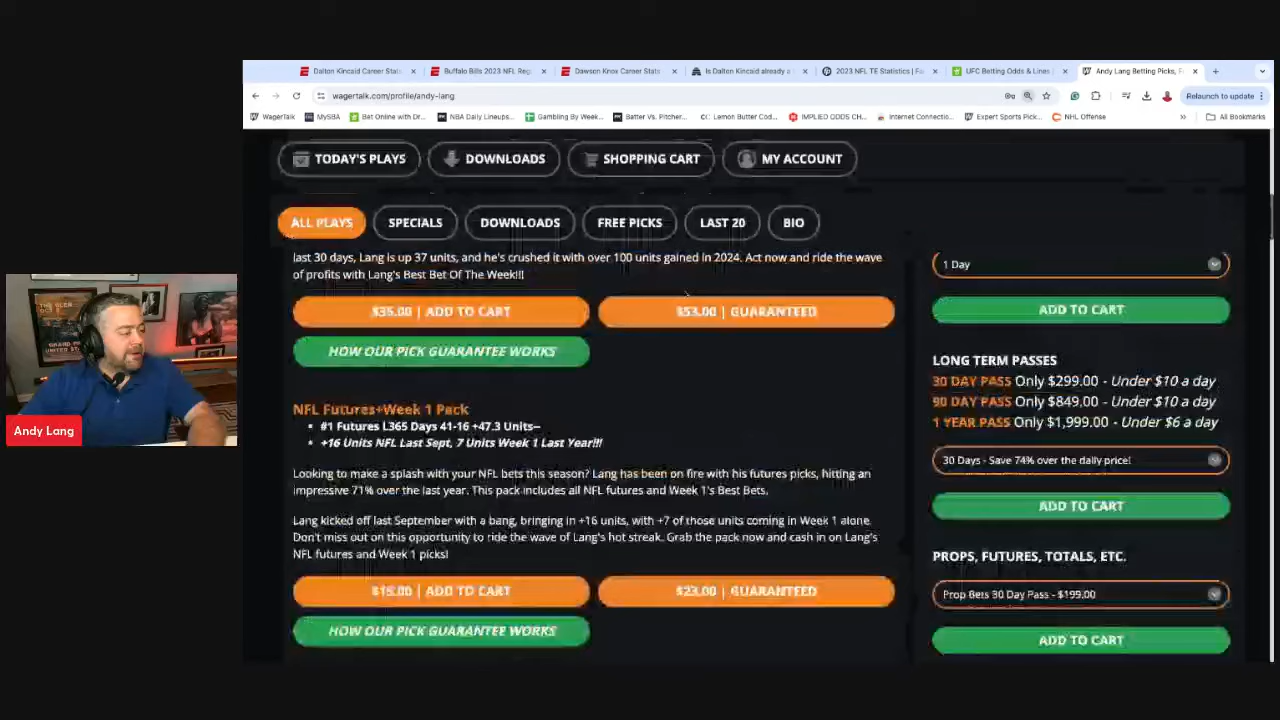 Dalton Kincaid Career Stats
Buffalo Bills 2023 NFL Reg
Dawson Knox Career Stats
Is Dalton Kincaid already a
2023 NFL TE Statistics | Fa
UFC Betting Odds & Lines |
Andy Lang Betting Picks, F
wagertalk.com/profile/andy-lang
Relaunch to update
WagerTalk
MySBA
Bet Online with Dr...
NBA Daily Lineups...
Gambling By Week...
Batter Vs. Pitcher...
Lemon Butter Cod...
IMPLIED ODDS CH...
Internet Connectio...
Expert Sports Pick...
NHL Offense
All Bookmarks
TODAY'S PLAYS
DOWNLOADS
SHOPPING CART
MY ACCOUNT
ALL PLAYS
SPECIALS
DOWNLOADS
FREE PICKS
LAST 20
BIO
last 30 days, Lang is up 37 units, and he's crushed it with over 100 units gained in 2024. Act now and ride the wave
of profits with Lang's Best Bet Of The Week!!!
$35.00 | ADD TO CART
$53.00 | GUARANTEED
HOW OUR PICK GUARANTEE WORKS
NFL Futures+Week 1 Pack
#1 Futures L365 Days 41-16 +47.3 Units--
+16 Units NFL Last Sept, 7 Units Week 1 Last Year!!!
Looking to make a splash with your NFL bets this season? Lang has been on fire with his futures picks, hitting an
impressive 71% over the last year. This pack includes all NFL futures and Week 1's Best Bets.
Lang kicked off last September with a bang, bringing in +16 units, with +7 of those units coming in Week 1 alone.
Don't miss out on this opportunity to ride the wave of Lang's hot streak. Grab the pack now and cash in on Lang's
NFL futures and Week 1 picks!
$15.00 | ADD TO CART
$23.00 | GUARANTEED
HOW OUR PICK GUARANTEE WORKS
1 Day
ADD TO CART
LONG TERM PASSES
30 DAY PASS Only $299.00 - Under $10 a day
90 DAY PASS Only $849.00 - Under $10 a day
1 YEAR PASS Only $1,999.00 - Under $6 a day
30 Days - Save 74% over the daily price!
ADD TO CART
PROPS, FUTURES, TOTALS, ETC.
Prop Bets 30 Day Pass - $199.00
ADD TO CART
Andy Lang